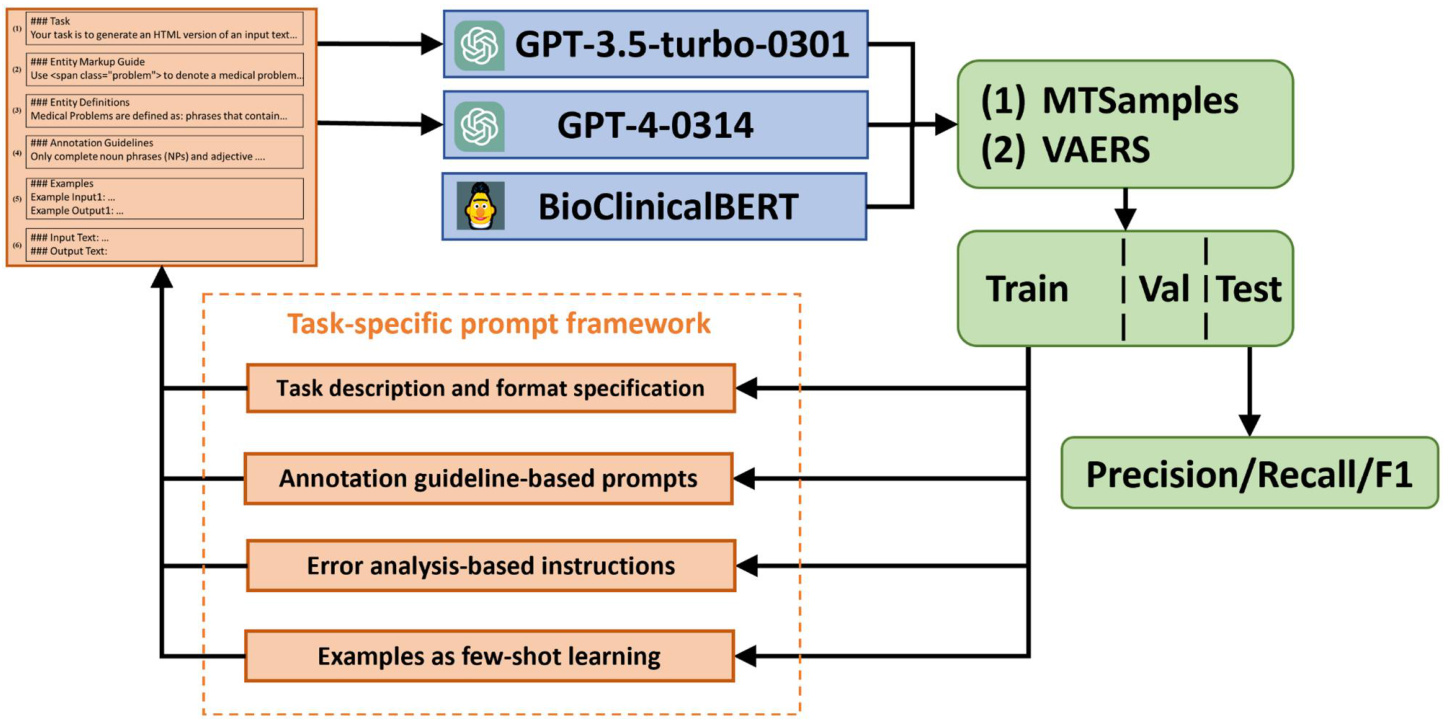 (1) ### Task
Your task is to generate an HTML version of an input text...
(2) ### Entity Markup Guide
Use <span class="problem"> to denote a medical problem...
(3) ### Entity Definitions
Medical Problems are defined as: phrases that contain...
(4) ### Annotation Guidelines
Only complete noun phrases (NPs) and adjective ....
(5) ### Examples
Example Input1: ...
Example Output1: ...
(6) ### Input Text: ...
### Output Text:
GPT-3.5-turbo-0301
GPT-4-0314
BioClinicalBERT
(1) MTSamples
(2) VAERS
Train Val Test
Precision/Recall/F1
Task-specific prompt framework
Task description and format specification
Annotation guideline-based prompts
Error analysis-based instructions
Examples as few-shot learning